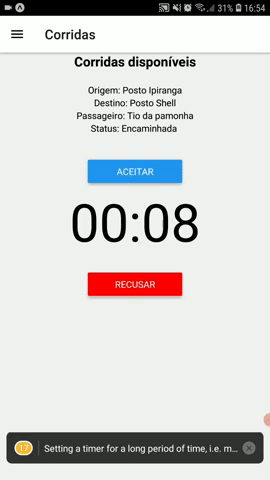 31% 16:54
Corridas
Corridas disponíveis
Origem: Posto Ipiranga
Destino: Posto Shell
Passageiro: Tio da pamonha
Status: Encaminhada
ACEITAR
00:08
RECUSAR
17 Setting a timer for a long period of time, i.e. m...